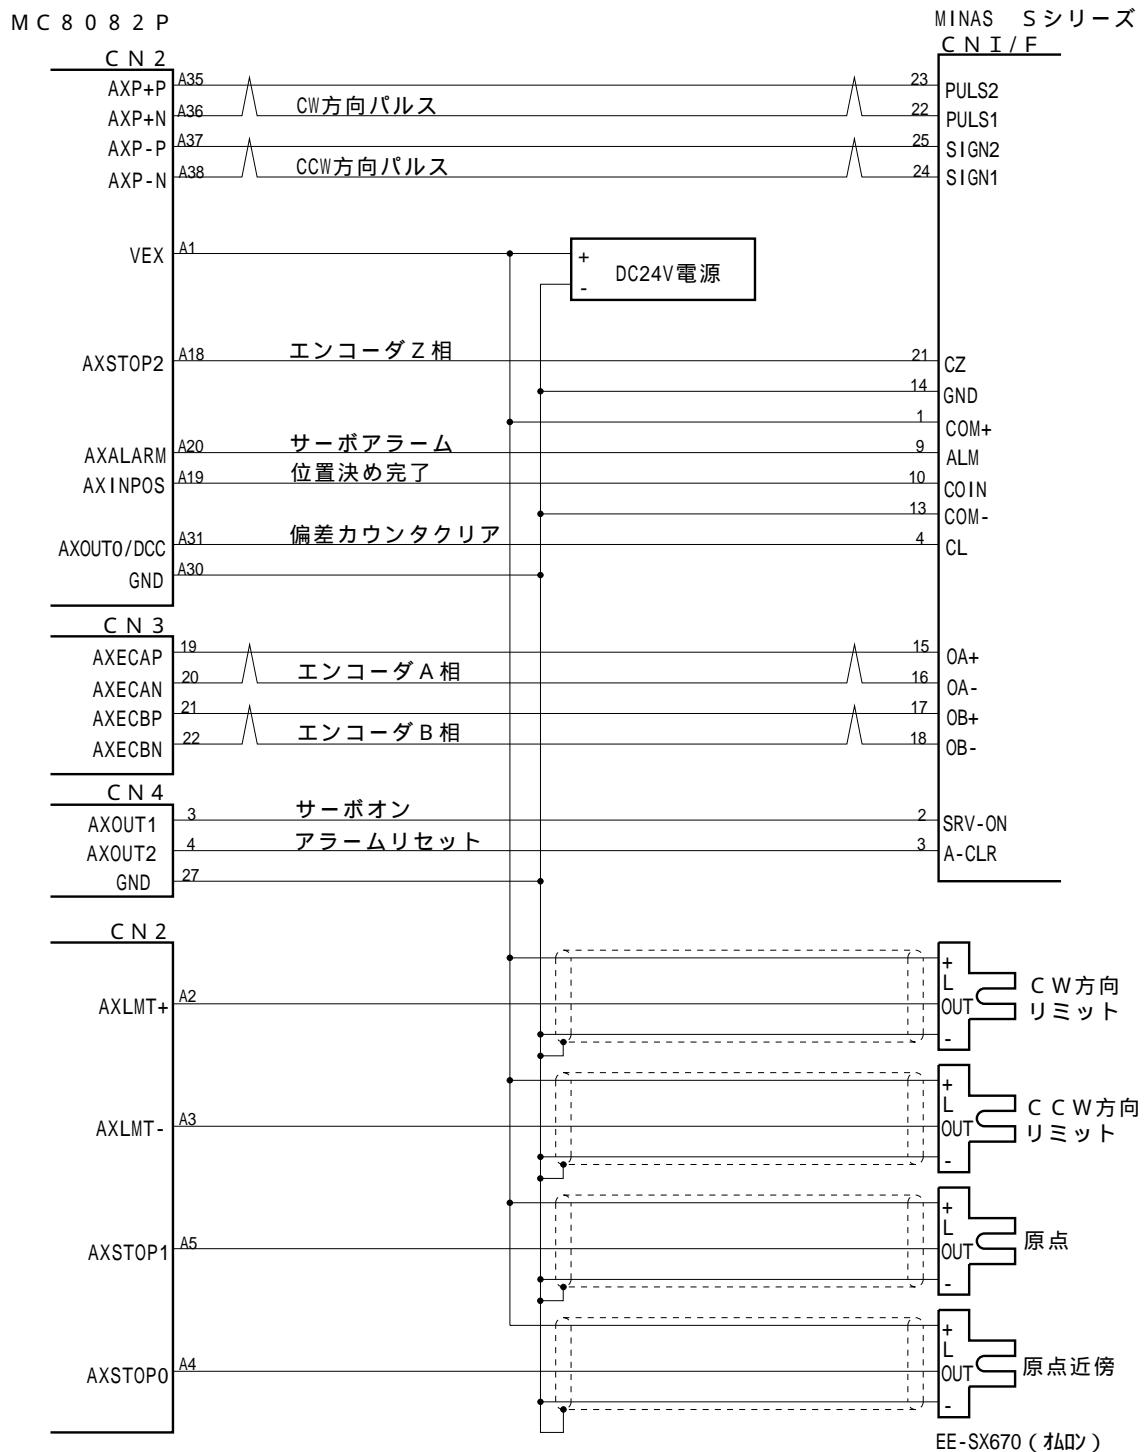 MC8082P
MINAS Sシリーズ
CN2
CNI/F
AXP+P A35 23 PULS2
AXP+N A36 CW方向パルス 22 PULS1
AXP-P A37 25 SIGN2
AXP-N A38 CCW方向パルス 24 SIGN1
VEX A1 + DC24V電源
-
AXSTOP2 A18 エンコーダZ相 21 CZ
14 GND
1 COM+
AXALARM A20 サーボアラーム 9 ALM
AXINPOS A19 位置決め完了 10 COIN
13 COM-
AXOUT0/DCC A31 偏差カウンタクリア 4 CL
GND A30
CN3
AXECAP 19 15 OA+
AXECAN 20 エンコーダA相 16 OA-
AXECBP 21 17 OB+
AXECBN 22 エンコーダB相 18 OB-
CN4
AXOUT1 3 サーボオン 2 SRV-ON
AXOUT2 4 アラームリセット 3 A-CLR
GND 27
CN2
+
L CW方向
AXLMT+ A2 OUT リミット
-
+
L CCW方向
AXLMT- A3 OUT リミット
-
+
L 原点
AXSTOP1 A5 OUT
-
+
L 原点近傍
AXSTOP0 A4 OUT
-
EE-SX670(オムロン)